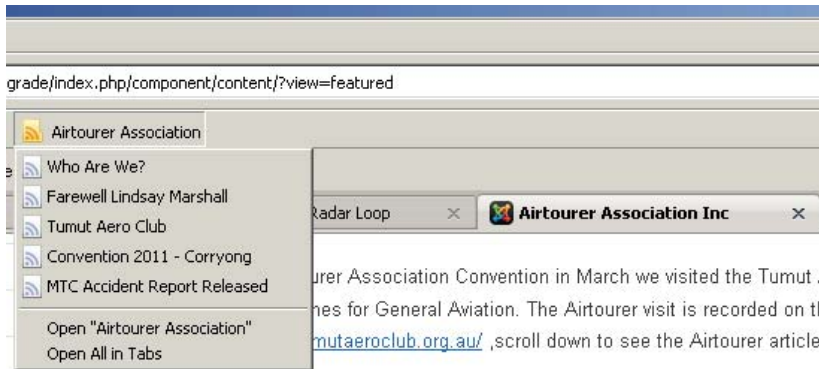 grade/index.php/component/content/?view=featured
Airtourer Association
Who Are We?
Farewell Lindsay Marshall
Tumut Aero Club
Convention 2011 - Corryong
MTC Accident Report Released
Open "Airtourer Association"
Open All in Tabs
Radar Loop
Airtourer Association Inc
urer Association Convention in March we visited the Tumut
nes for General Aviation. The Airtourer visit is recorded on th
mutaeroclub.org.au/ ,scroll down to see the Airtourer article